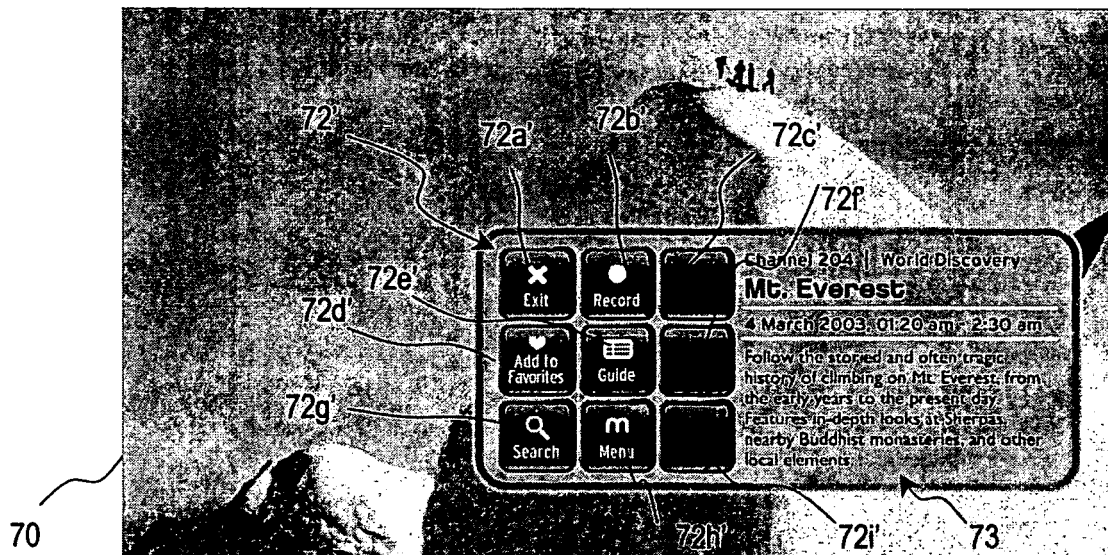 72'
72a'
72b'
72c'
72f'
72e'
72d'
72g'
Exit
Record
Add to
Favorites
Guide
Search
Menu
Channel 204 | World Discovery
Mt. Everest
4 March 2003, 01:20 am - 2:30 am
Follow the storied and often tragic
history of climbing on Mt. Everest, from
the early years to the present day.
Features in-depth looks at Sherpas,
nearby Buddhist monasteries, and other
local elements
70
72h'
72i'
73